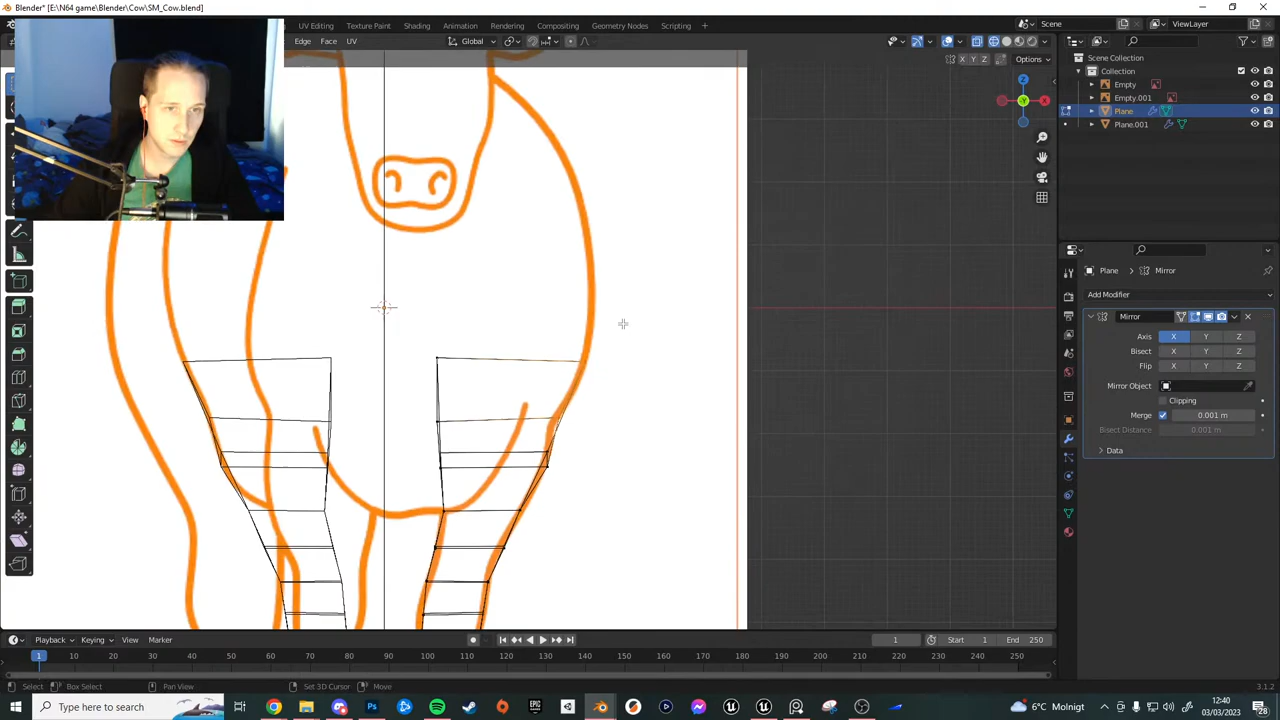 Blender* [E:\N64 game\Blender\Cow\SM_Cow.blend]
UV Editing Texture Paint Shading Animation Rendering Compositing Geometry Nodes Scripting +
Scene ViewLayer
Edge Face UV Global
X Y Z Options
Scene Collection
Collection
Empty
Empty.001
Plane
Plane.001
Z
X
Y
Plane Mirror
Add Modifier
Mirror
Axis X Y Z
Bisect X Y Z
Flip X Y Z
Mirror Object
Clipping
Merge 0.001 m
Bisect Distance 0.001 m
Data
Playback Keying View Marker
1 Start 1 End 250
1 10 20 30 40 50 60 70 80 90 100 110 120 130 140 150 160 170 180 190 200 210 220 230 240 250
Select Box Select Pan View Set 3D Cursor Move 3.1.2
Type here to search
EPIC
6°C Molnigt
12:40
03/03/2023